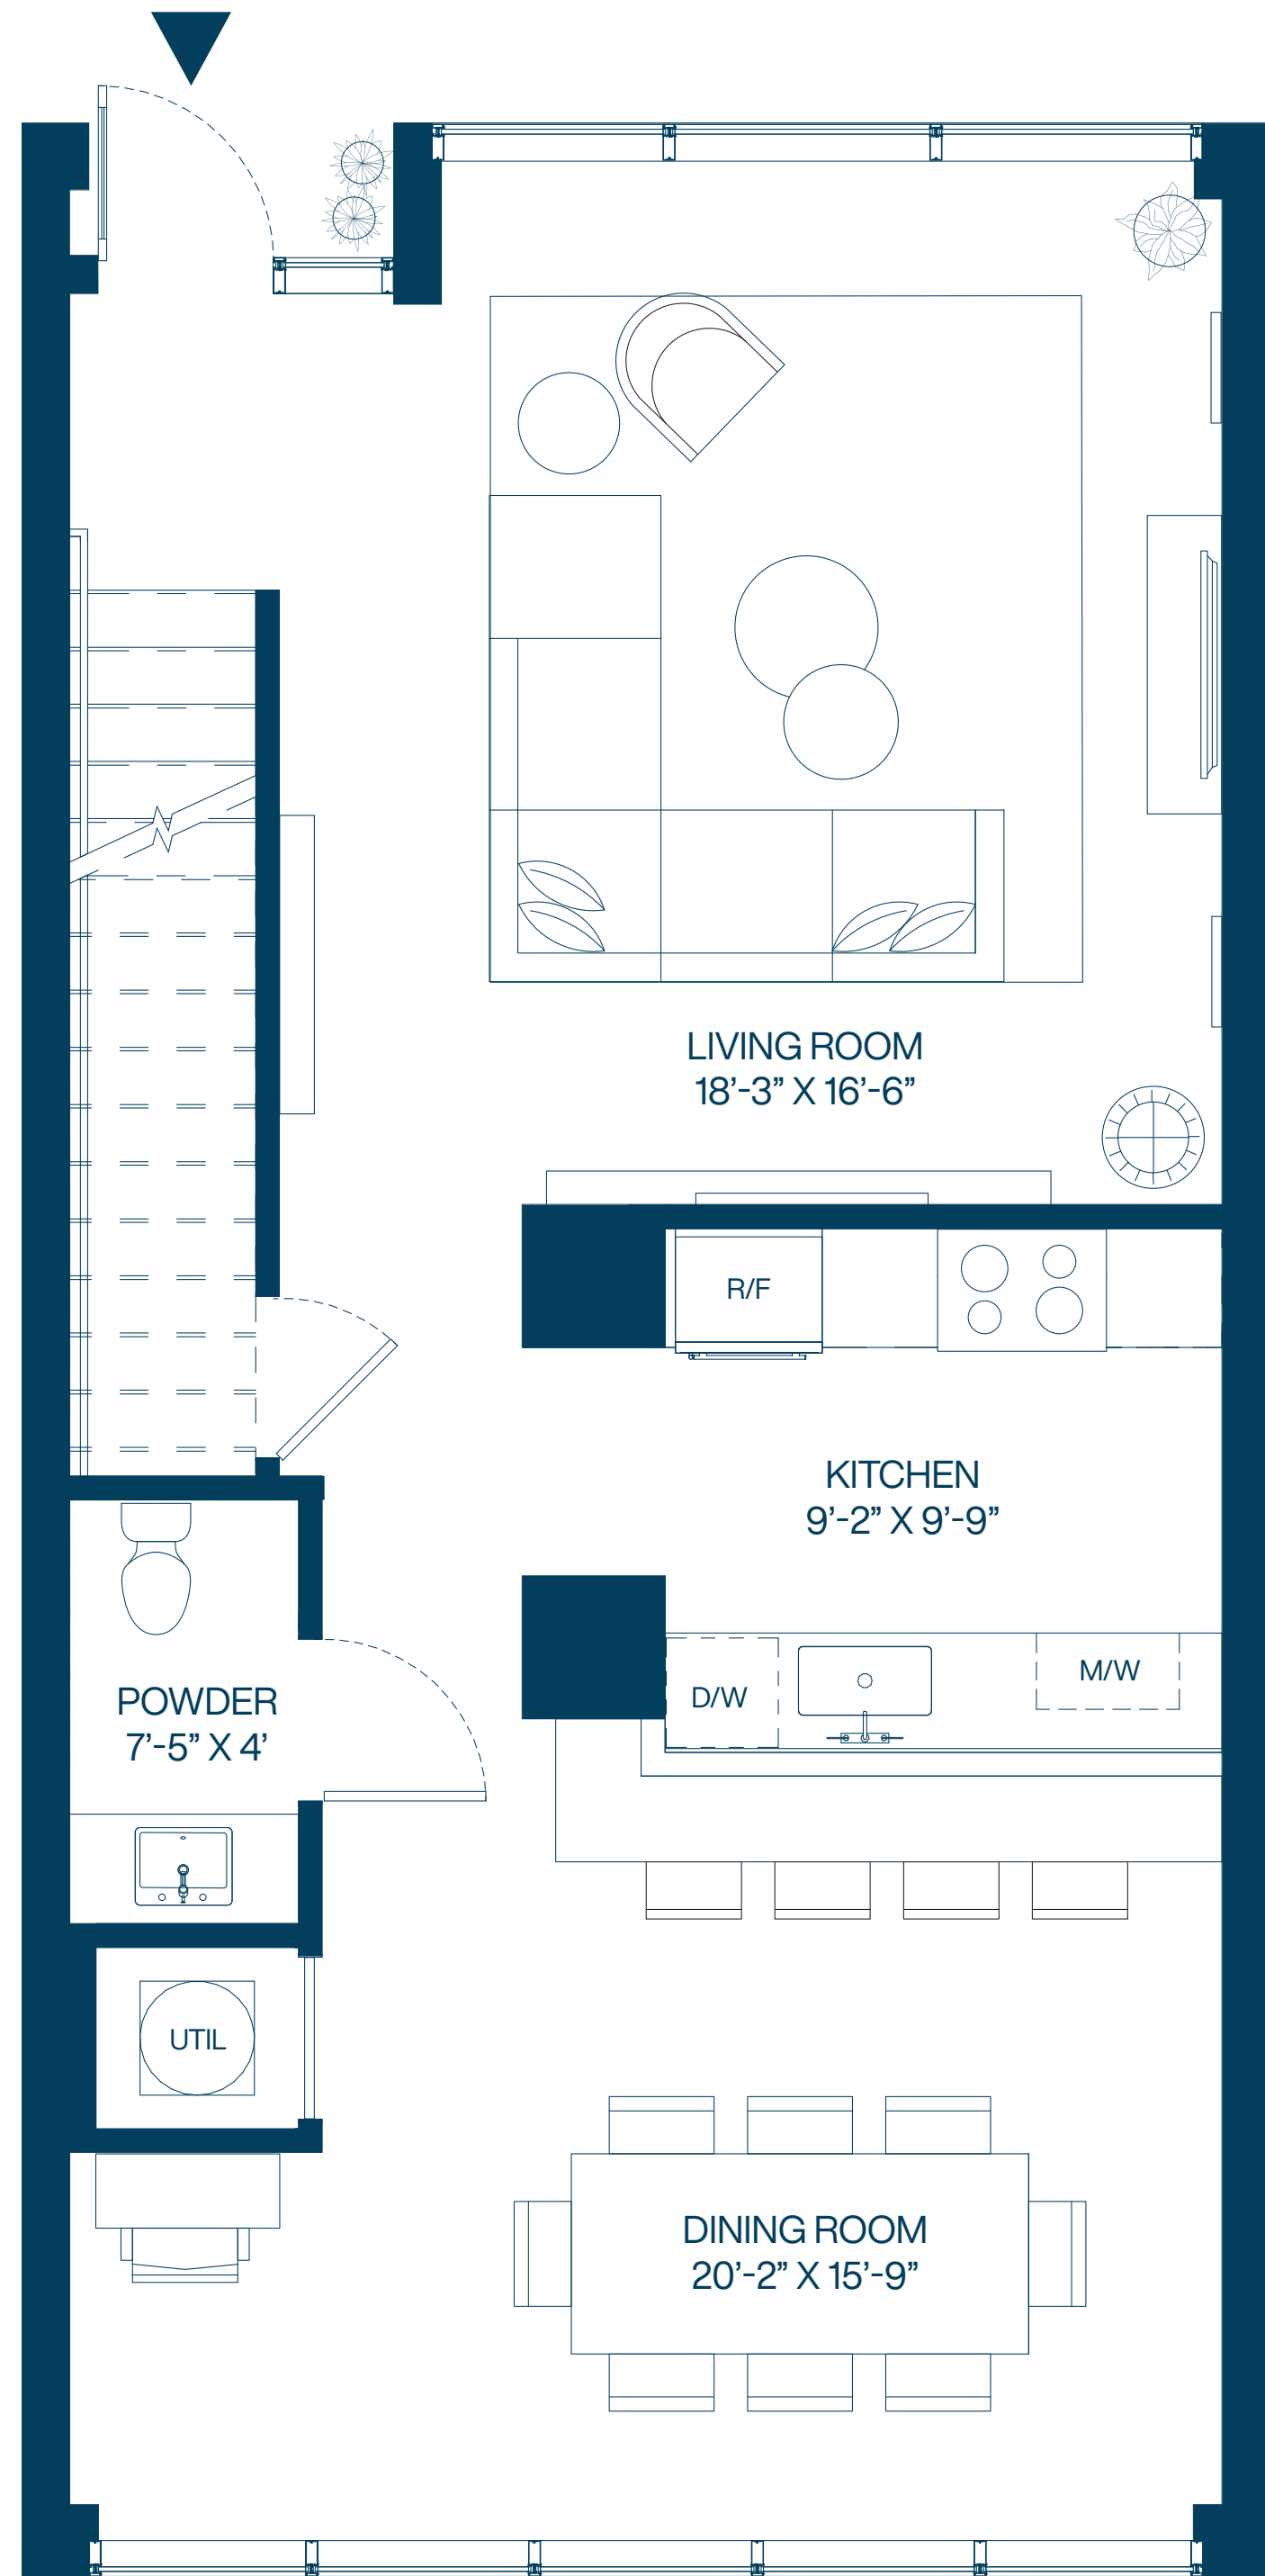 LIVING ROOM
18’-3” X 16’-6”
R/F
KITCHEN
9’-2” X 9’-9”
POWDER
7’-5” X 4’
D/W
M/W
UTIL
DINING ROOM
20’-2” X 15’-9”